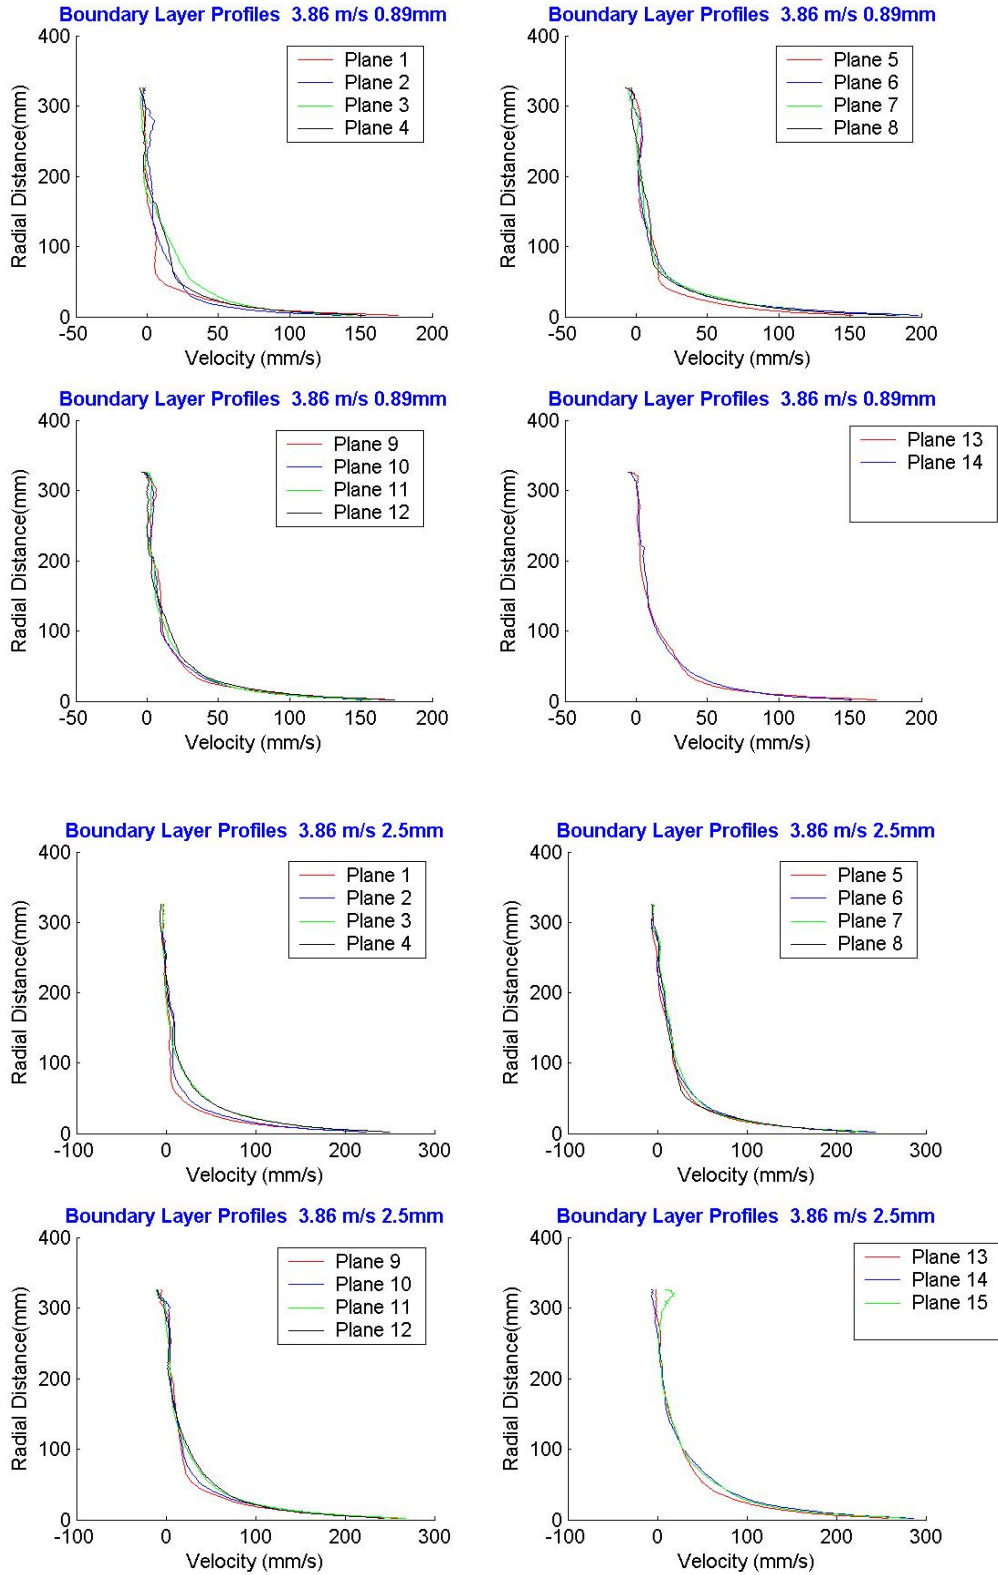 Boundary Layer Profiles 3.86 m/s 0.89mm
400
300
200
100
0
Radial Distance(mm)
Plane 1
Plane 2
Plane 3
Plane 4
-50 0 50 100 150 200
Velocity (mm/s)
Boundary Layer Profiles 3.86 m/s 0.89mm
400
300
200
100
0
Radial Distance(mm)
Plane 5
Plane 6
Plane 7
Plane 8
-50 0 50 100 150 200
Velocity (mm/s)
Boundary Layer Profiles 3.86 m/s 0.89mm
400
300
200
100
0
Radial Distance(mm)
Plane 9
Plane 10
Plane 11
Plane 12
-50 0 50 100 150 200
Velocity (mm/s)
Boundary Layer Profiles 3.86 m/s 0.89mm
400
300
200
100
0
Radial Distance(mm)
Plane 13
Plane 14
-50 0 50 100 150 200
Velocity (mm/s)
Boundary Layer Profiles 3.86 m/s 2.5mm
400
300
200
100
0
Radial Distance(mm)
Plane 1
Plane 2
Plane 3
Plane 4
-100 0 100 200 300
Velocity (mm/s)
Boundary Layer Profiles 3.86 m/s 2.5mm
400
300
200
100
0
Radial Distance(mm)
Plane 5
Plane 6
Plane 7
Plane 8
-100 0 100 200 300
Velocity (mm/s)
Boundary Layer Profiles 3.86 m/s 2.5mm
400
300
200
100
0
Radial Distance(mm)
Plane 9
Plane 10
Plane 11
Plane 12
-100 0 100 200 300
Velocity (mm/s)
Boundary Layer Profiles 3.86 m/s 2.5mm
400
300
200
100
0
Radial Distance(mm)
Plane 13
Plane 14
Plane 15
-100 0 100 200 300
Velocity (mm/s)